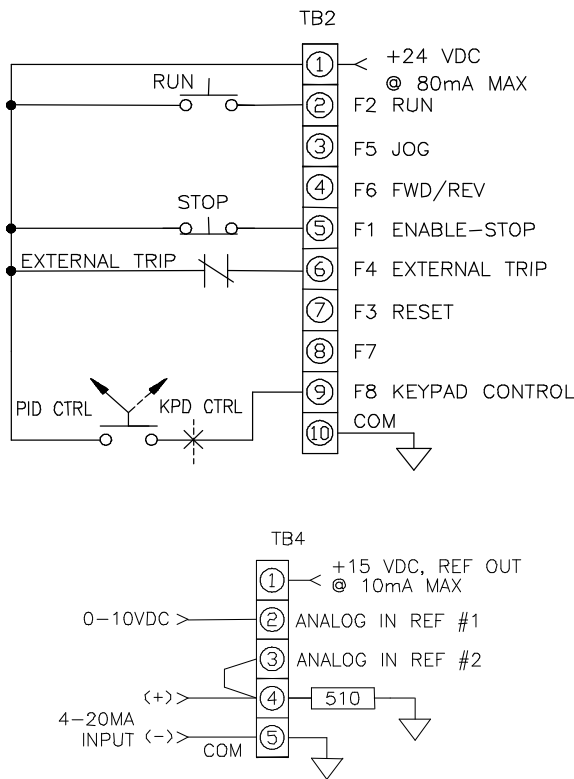 TB2
1 +24 VDC
@ 80mA MAX
RUN
2 F2 RUN
3 F5 JOG
4 F6 FWD/REV
STOP
5 F1 ENABLE-STOP
EXTERNAL TRIP
6 F4 EXTERNAL TRIP
7 F3 RESET
8 F7
PID CTRL KPD CTRL
9 F8 KEYPAD CONTROL
10 COM
TB4
1 +15 VDC, REF OUT
@ 10mA MAX
0-10VDC 2 ANALOG IN REF #1
3 ANALOG IN REF #2
(+) 4 510
4-20MA
INPUT (-) COM 5